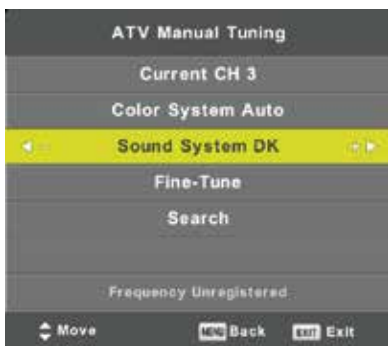 ATV Manual Tuning
Current CH 3
Color System Auto
Sound System DK
Fine-Tune
Search
Frequency Unregistered
Move MENU Back EXIT Exit